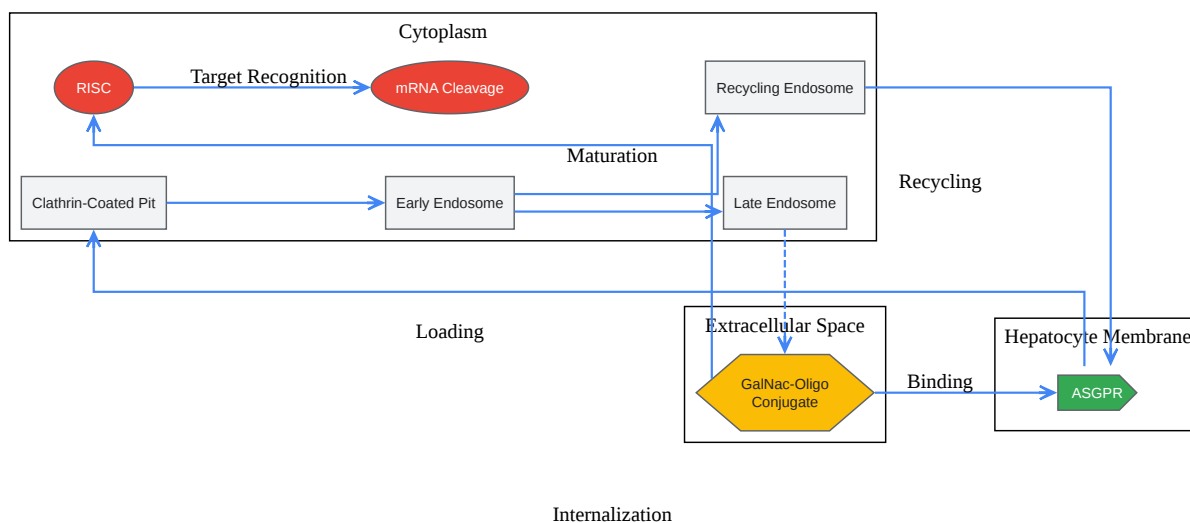 Cytoplasm
RISC
Target Recognition
mRNA Cleavage
Recycling Endosome
Maturation
Recycling
Clathrin-Coated Pit
Early Endosome
Late Endosome
Loading
Extracellular Space
Hepatocyte Membrane
GalNac-Oligo
Conjugate
Binding
ASGPR
Internalization